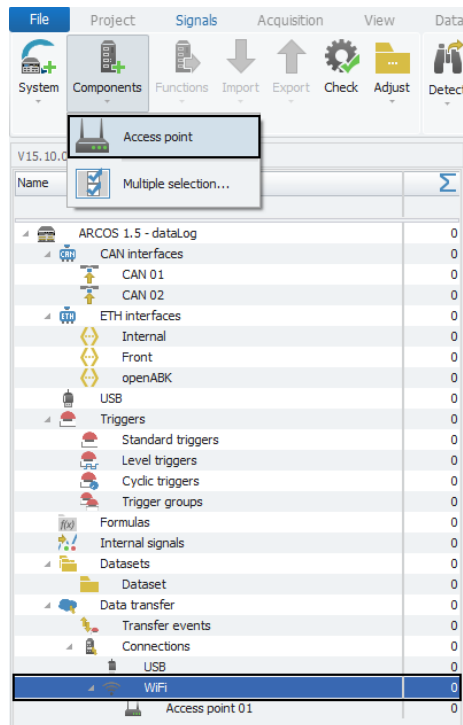 File Project Signals Acquisition View Data
System Components Functions Import Export Check Adjust Detect
Access point
V15.10.0
Name Multiple selection... Σ
ARCOS 1.5 - dataLog 0
CAN CAN interfaces 0
CAN 01 0
CAN 02 0
ETH ETH interfaces 0
Internal 0
Front 0
openABK 0
USB 0
Triggers 0
Standard triggers 0
Level triggers 0
Cyclic triggers 0
Trigger groups 0
f(x) Formulas 0
Internal signals 0
Datasets 0
Dataset 0
Data transfer 0
Transfer events 0
Connections 0
USB 0
WiFi 0
Access point 01 0